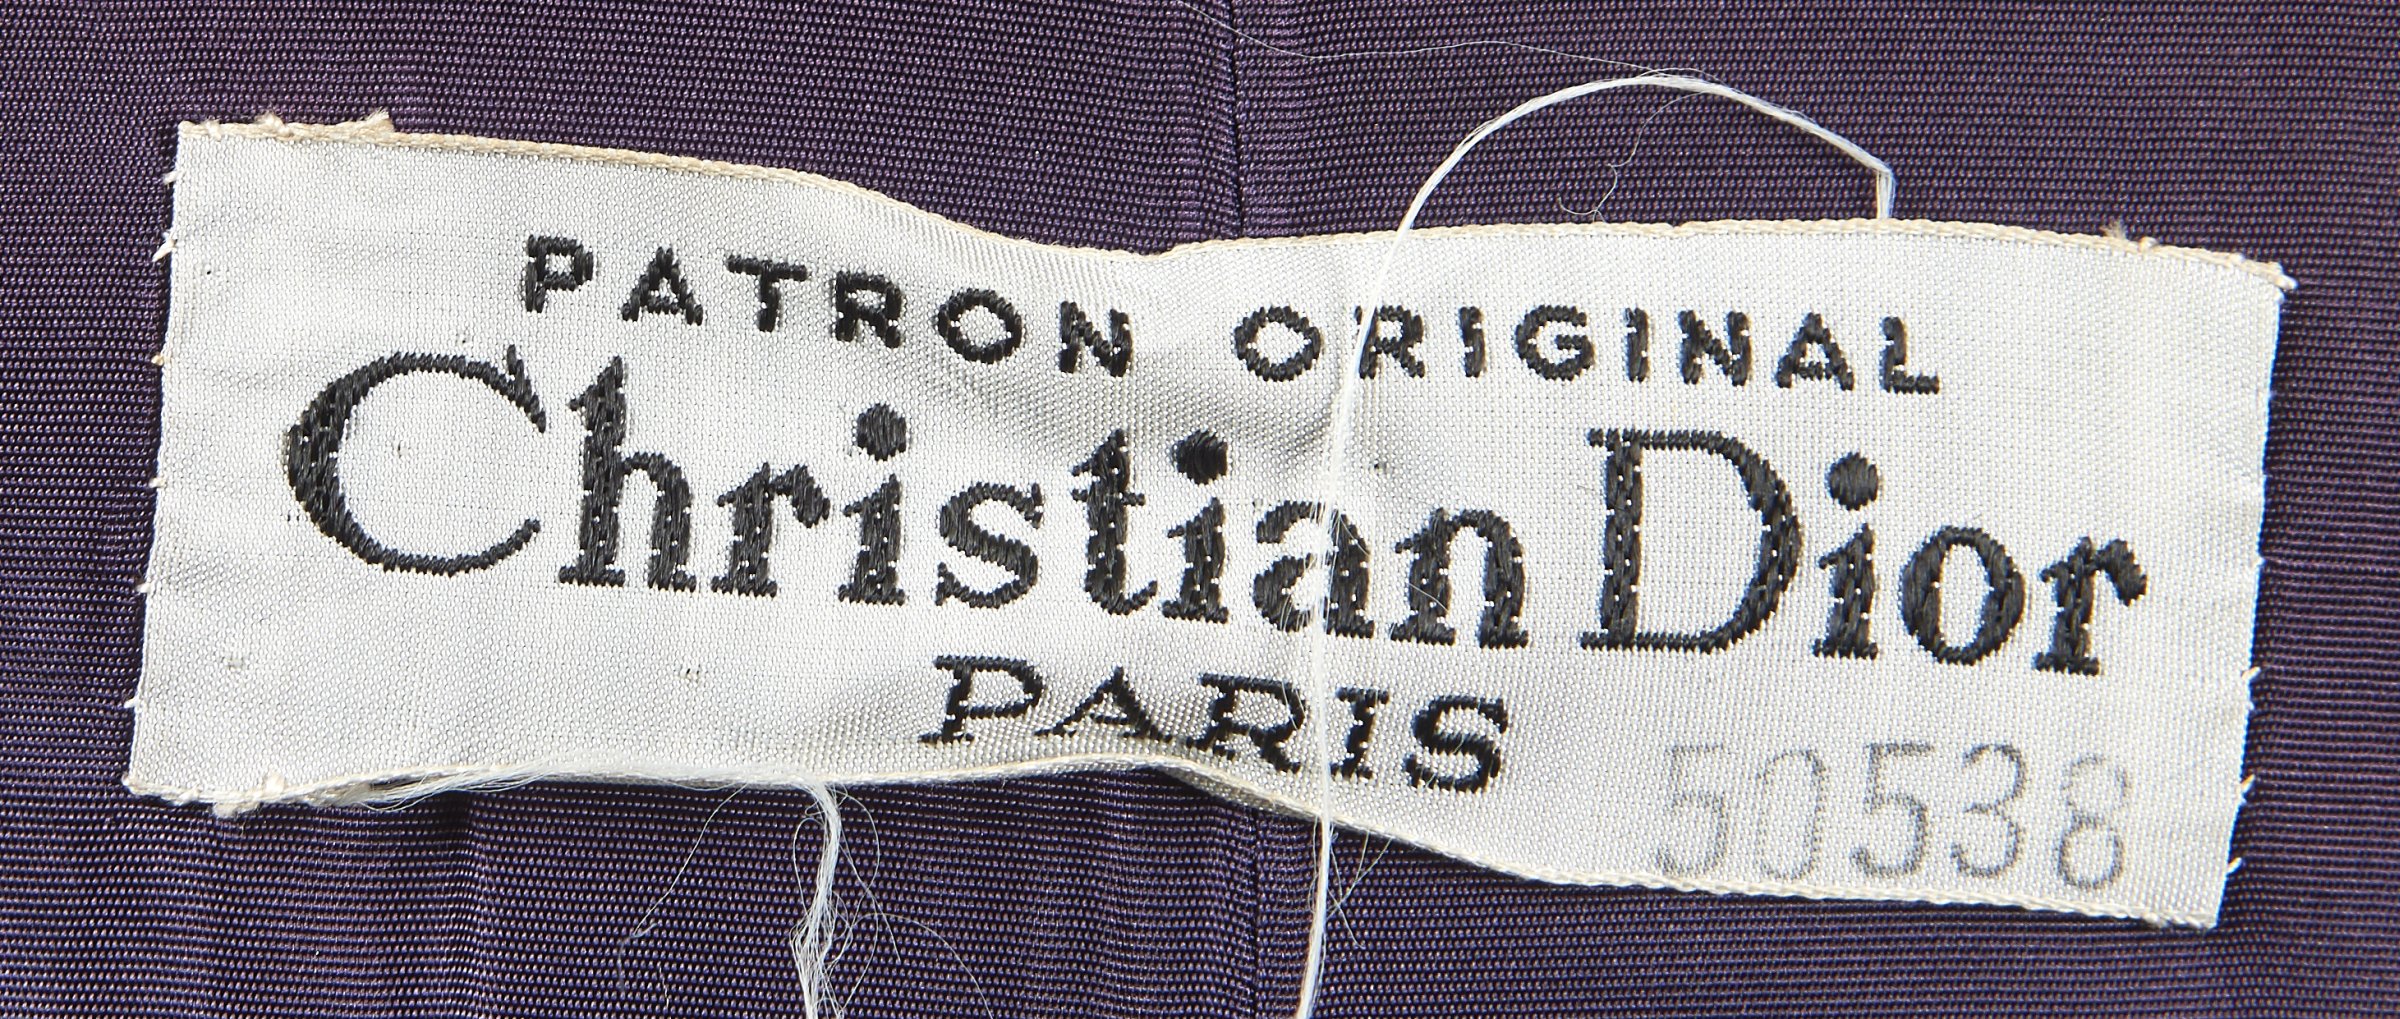 PATRON ORIGINAL
Christian Dior
PARIS
50538